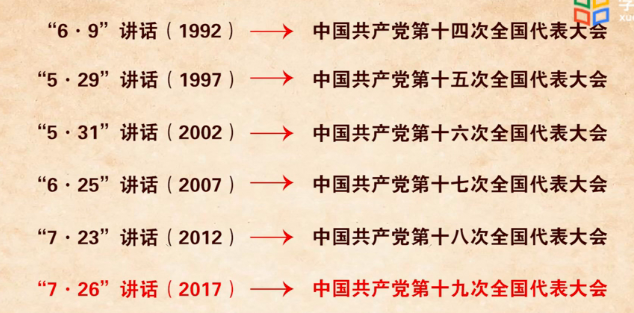 “6·9”讲话（1992）→ 中国共产党第十四次全国代表大会
“5·29”讲话（1997）→ 中国共产党第十五次全国代表大会
“5·31”讲话（2002）→ 中国共产党第十六次全国代表大会
“6·25”讲话（2007）→ 中国共产党第十七次全国代表大会
“7·23”讲话（2012）→ 中国共产党第十八次全国代表大会
“7·26”讲话（2017）→ 中国共产党第十九次全国代表大会